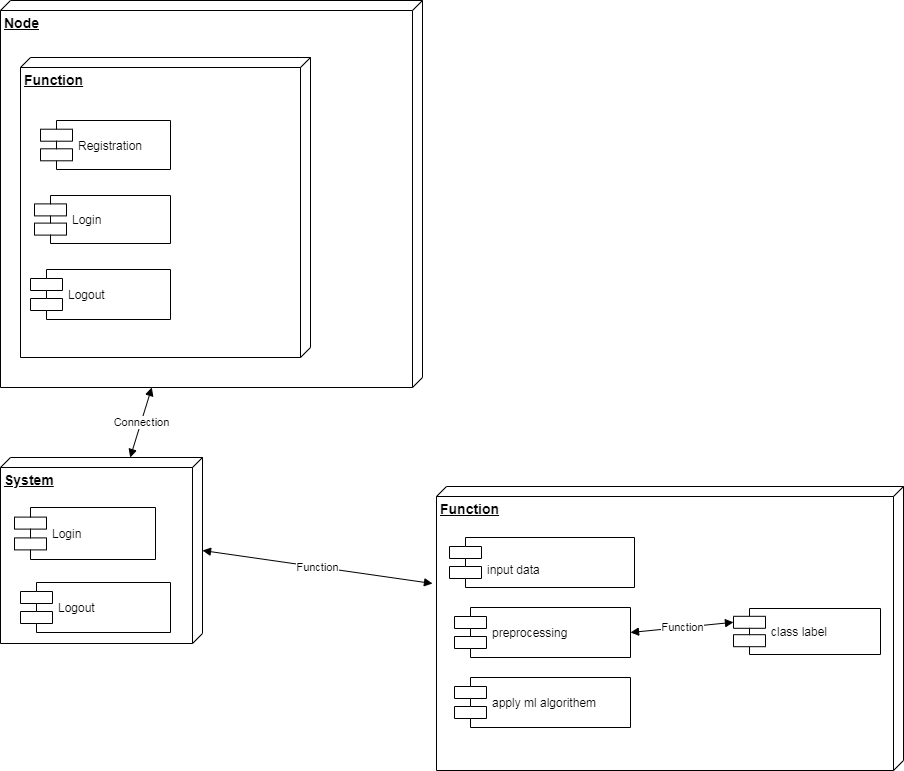 Node
Function
Registration
Login
Logout
Connection
System
Login
Logout
Function
Function
input data
preprocessing
Function
class label
apply ml algorithem